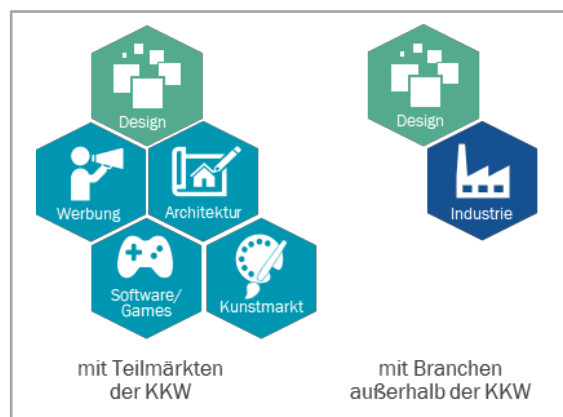 Design
Werbung
Architektur
Software/
Games
Kunstmarkt
mit Teilmärkten
der KKW
Design
Industrie
mit Branchen
außerhalb der KKW